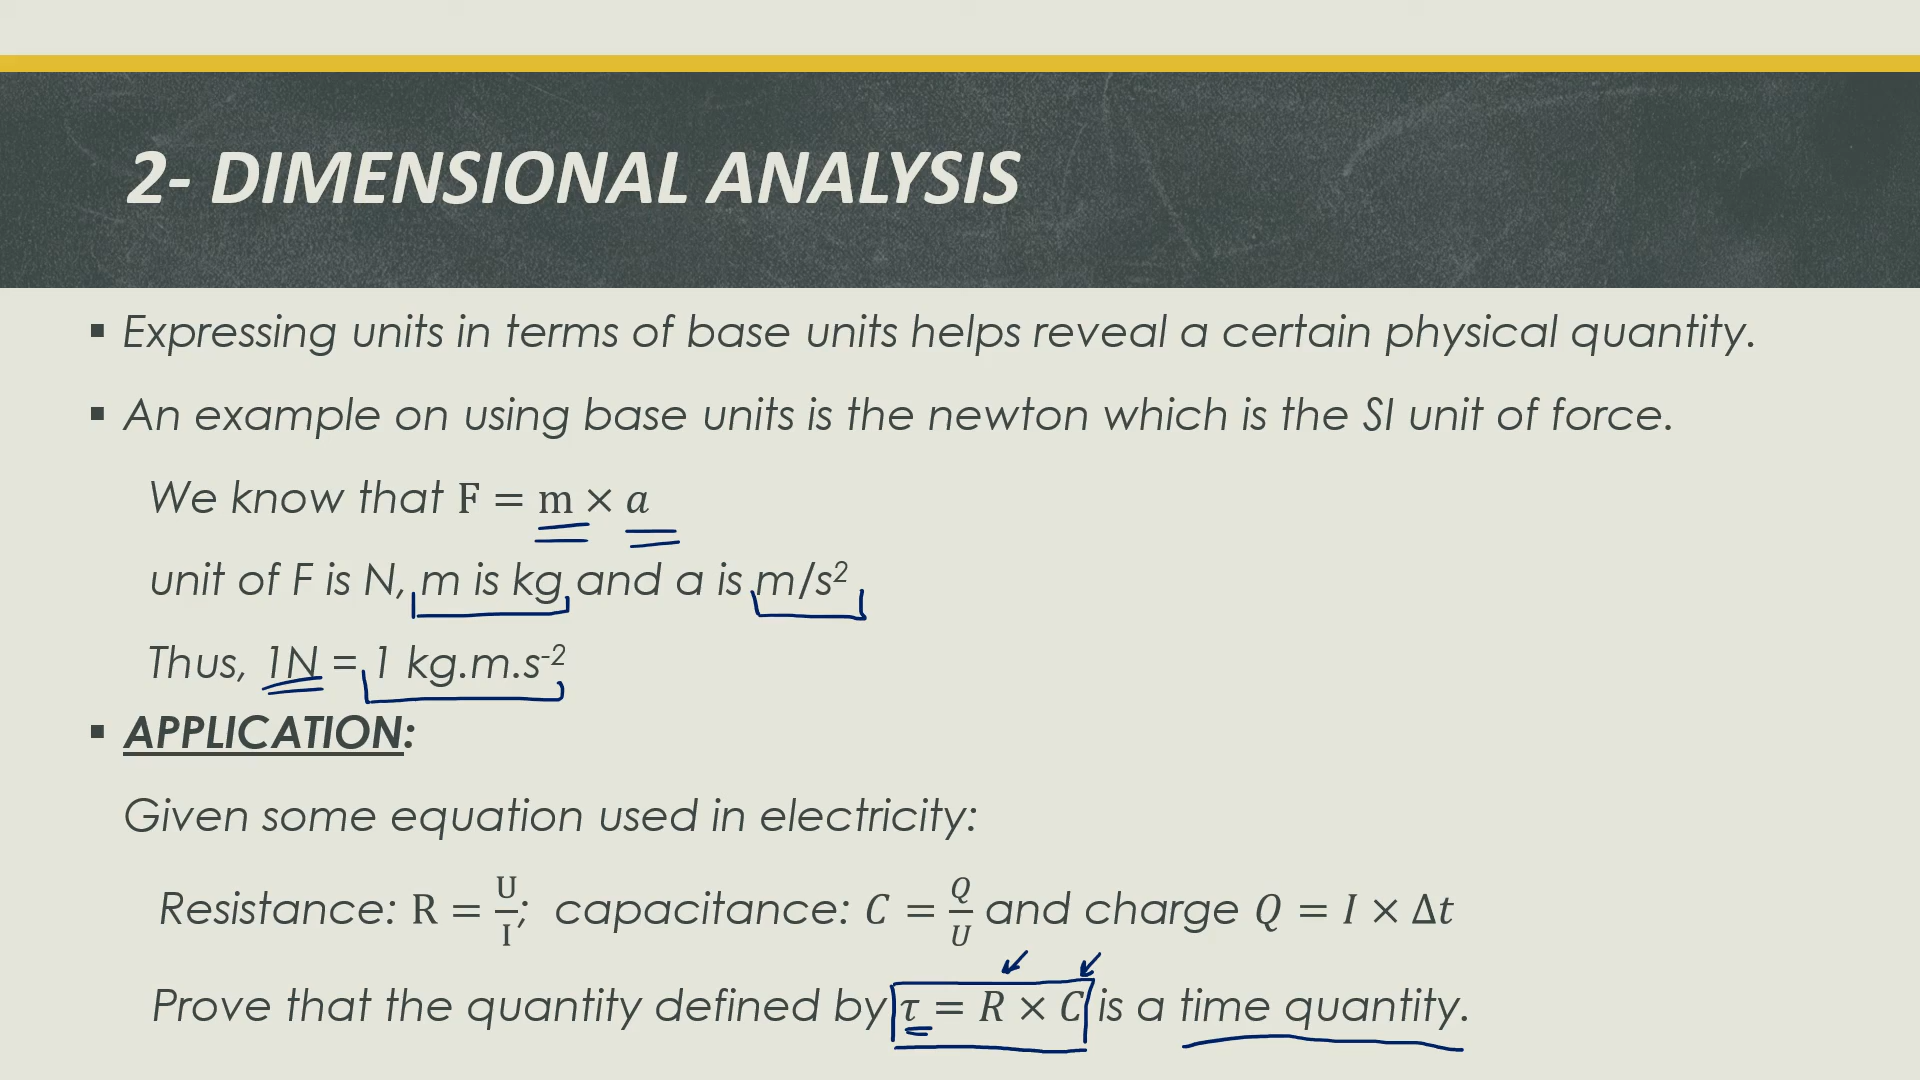 2- DIMENSIONAL ANALYSIS
▪ Expressing units in terms of base units helps reveal a certain physical quantity.
▪ An example on using base units is the newton which is the SI unit of force.
We know that F = m × a
unit of F is N, m is kg and a is m/s²
Thus, 1N = 1 kg.m.s⁻²
▪ APPLICATION:
Given some equation used in electricity:
Resistance: R = U/I; capacitance: C = Q/U and charge Q = I × Δt
Prove that the quantity defined by τ = R × C is a time quantity.